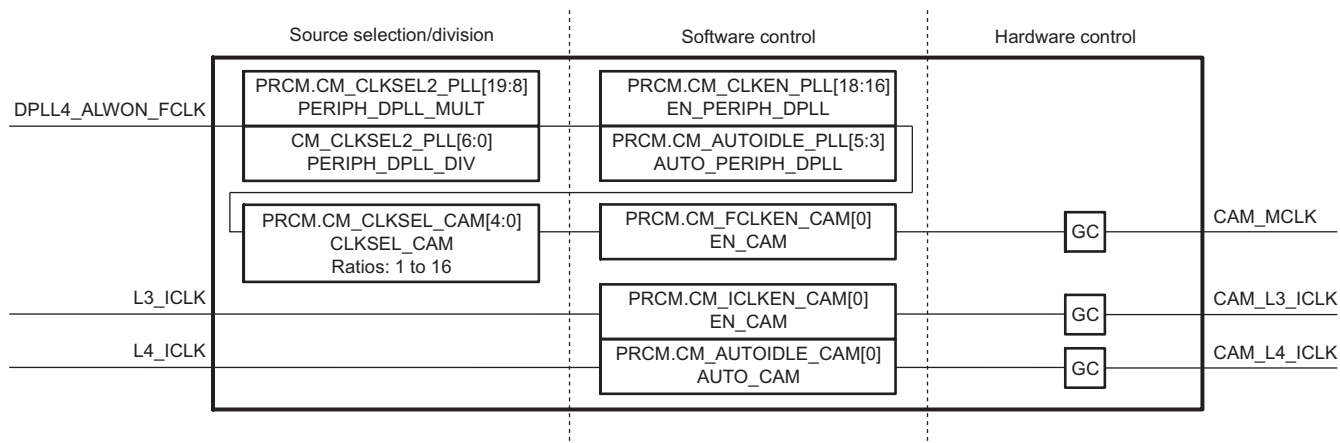 Source selection/division
Software control
Hardware control
DPLL4_ALWON_FCLK
PRCM.CM_CLKSEL2_PLL[19:8]
PERIPH_DPLL_MULT
CM_CLKSEL2_PLL[6:0]
PERIPH_DPLL_DIV
PRCM.CM_CLKEN_PLL[18:16]
EN_PERIPH_DPLL
PRCM.CM_AUTOIDLE_PLL[5:3]
AUTO_PERIPH_DPLL
PRCM.CM_CLKSEL_CAM[4:0]
CLKSEL_CAM
Ratios: 1 to 16
PRCM.CM_FCLKEN_CAM[0]
EN_CAM
GC
CAM_MCLK
L3_ICLK
PRCM.CM_ICLKEN_CAM[0]
EN_CAM
GC
CAM_L3_ICLK
L4_ICLK
PRCM.CM_AUTOIDLE_CAM[0]
AUTO_CAM
GC
CAM_L4_ICLK